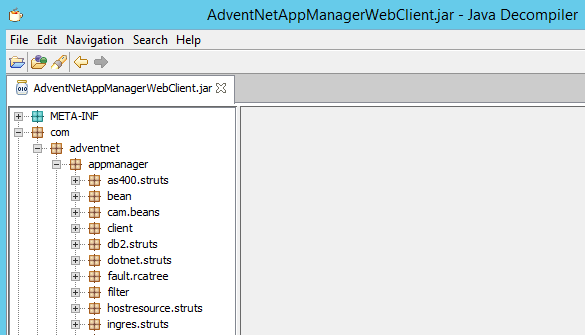 AdventNetAppManagerWebClient.jar - Java Decompiler
File Edit Navigation Search Help
AdventNetAppManagerWebClient.jar
META-INF
com
adventnet
appmanager
as400.struts
bean
cam.beans
client
db2.struts
dotnet.struts
fault.rcatree
filter
hostresource.struts
ingres.struts